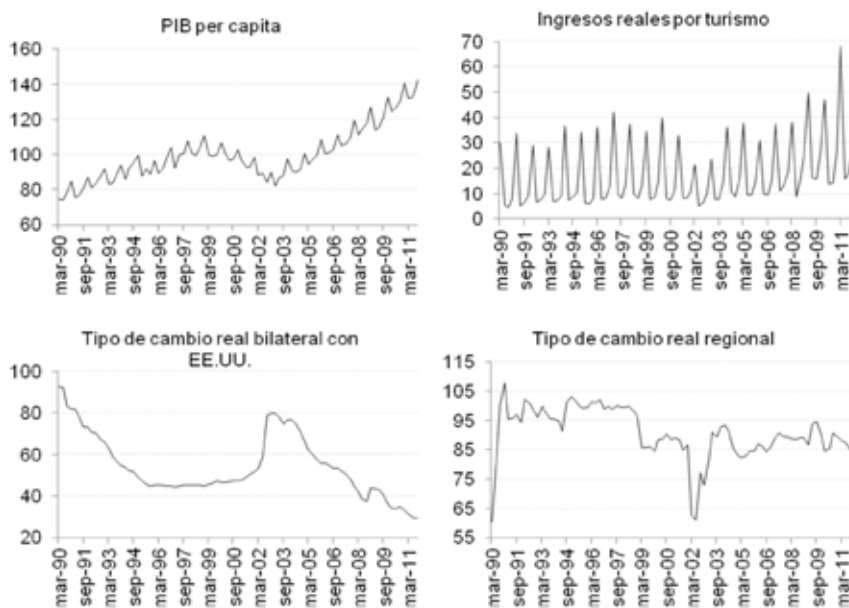 PIB per capita
160
140
120
100
80
60
mar-90
sep-91
mar-93
sep-94
mar-96
sep-97
mar-99
sep-00
mar-02
sep-03
mar-05
sep-06
mar-08
sep-09
mar-11
Ingresos reales por turismo
70
60
50
40
30
20
10
0
mar-90
sep-91
mar-93
sep-94
mar-96
sep-97
mar-99
sep-00
mar-02
sep-03
mar-05
sep-06
mar-08
sep-09
mar-11
Tipo de cambio real bilateral con
EE.UU.
100
80
60
40
20
mar-90
sep-91
mar-93
sep-94
mar-96
sep-97
mar-99
sep-00
mar-02
sep-03
mar-05
sep-06
mar-08
sep-09
mar-11
Tipo de cambio real regional
115
105
95
85
75
65
55
mar-90
sep-91
mar-93
sep-94
mar-96
sep-97
mar-99
sep-00
mar-02
sep-03
mar-05
sep-06
mar-08
sep-09
mar-11